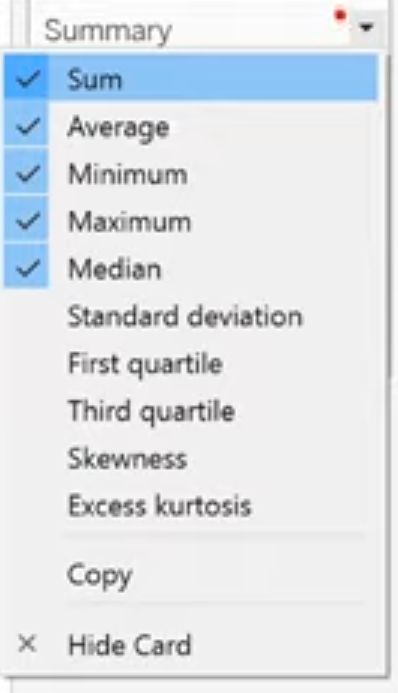 Summary
Sum
Average
Minimum
Maximum
Median
Standard deviation
First quartile
Third quartile
Skewness
Excess kurtosis
Copy
Hide Card